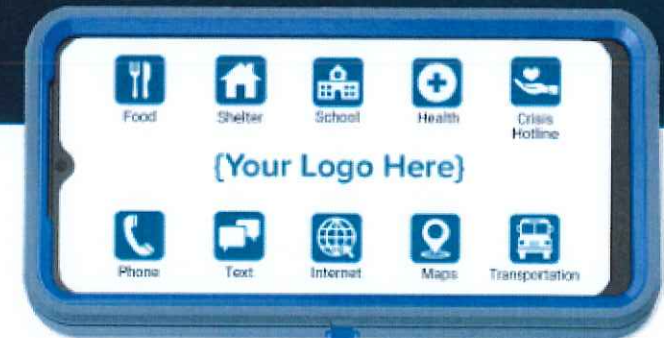 Food Shelter School Health Crisis Hotline
{Your Logo Here}
Phone Text Internet Maps Transportation